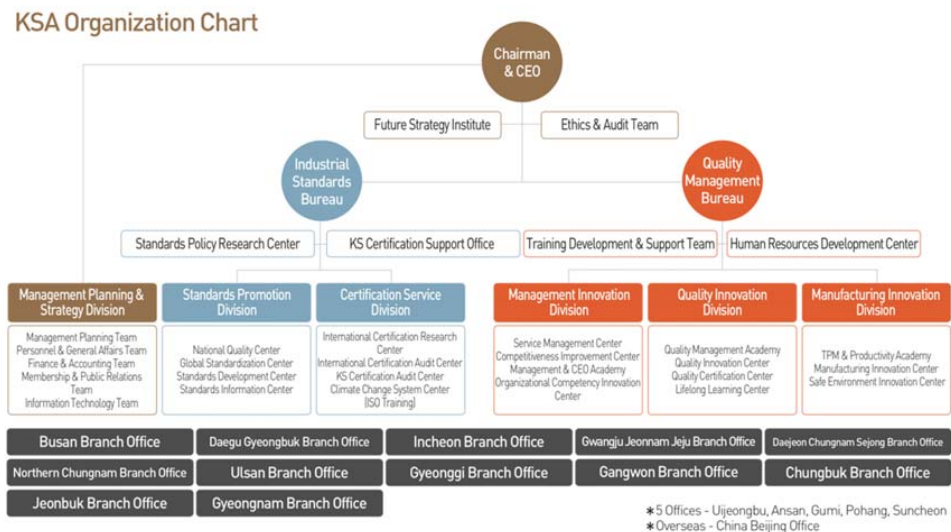 KSA Organization Chart
Chairman
& CEO
Future Strategy Institute
Ethics & Audit Team
Industrial
Standards
Bureau
Quality
Management
Bureau
Standards Policy Research Center
KS Certification Support Office
Training Development & Support Team
Human Resources Development Center
Management Planning &
Strategy Division
Management Planning Team
Personnel & General Affairs Team
Finance & Accounting Team
Membership & Public Relations
Team
Information Technology Team
Standards Promotion
Division
National Quality Center
Global Standardization Center
Standards Development Center
Standards Information Center
Certification Service
Division
International Certification Research
Center
International Certification Audit Center
KS Certification Audit Center
Climate Change System Center
(ISO Training)
Management Innovation
Division
Service Management Center
Competitiveness Improvement Center
Management & CEO Academy
Organizational Competency Innovation
Center
Quality Innovation
Division
Quality Management Academy
Quality Innovation Center
Quality Certification Center
Lifelong Learning Center
Manufacturing Innovation
Division
TPM & Productivity Academy
Manufacturing Innovation Center
Safe Environment Innovation Center
Busan Branch Office
Daegu Gyeongbuk Branch Office
Incheon Branch Office
Gwangju Jeonnam Jeju Branch Office
Daejeon Chungnam Sejong Branch Office
Northern Chungnam Branch Office
Ulsan Branch Office
Gyeonggi Branch Office
Gangwon Branch Office
Chungbuk Branch Office
Jeonbuk Branch Office
Gyeongnam Branch Office
*5 Offices - Uijeongbu, Ansan, Gumi, Pohang, Suncheon
*Overseas - China Beijing Office